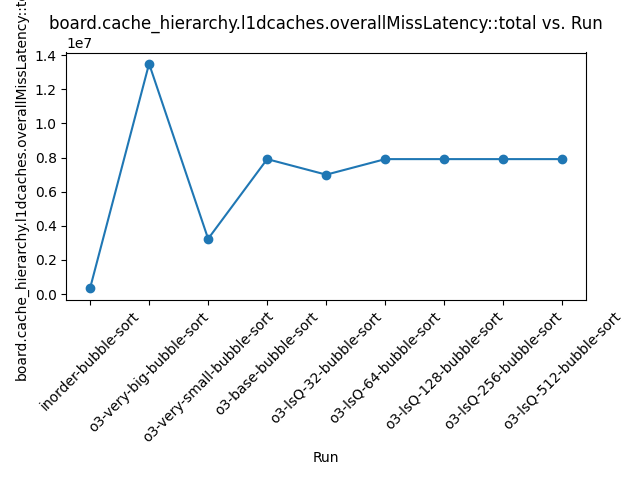 board.cache_hierarchy.l1dcaches.overallMissLatency::total vs. Run
1e7
1.4
1.2
1.0
0.8
0.6
0.4
0.2
0.0
board.cache_hierarchy.l1dcaches.overallMissLatency::to
inorder-bubble-sort
o3-very-big-bubble-sort
o3-very-small-bubble-sort
o3-base-bubble-sort
o3-lsQ-32-bubble-sort
o3-lsQ-64-bubble-sort
o3-lsQ-128-bubble-sort
o3-lsQ-256-bubble-sort
o3-lsQ-512-bubble-sort
Run